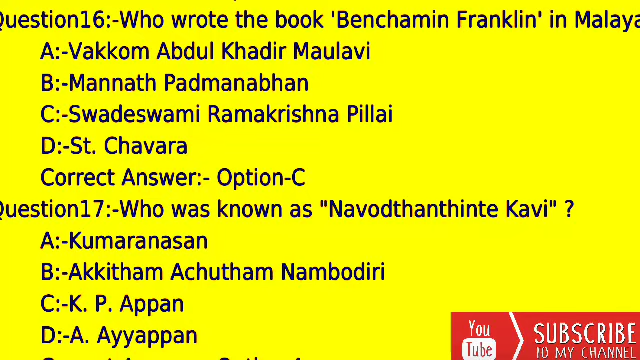 Question16:-Who wrote the book 'Benchamin Franklin' in Malaya
A:-Vakkom Abdul Khadir Maulavi
B:-Mannath Padmanabhan
C:-Swadeswami Ramakrishna Pillai
D:-St. Chavara
Correct Answer:- Option-C
Question17:-Who was known as "Navodthanthinte Kavi" ?
A:-Kumaranasan
B:-Akkitham Achutham Nambodiri
C:-K. P. Appan
D:-A. Ayyappan
You Tube SUBSCRIBE
TO MY CHANNEL